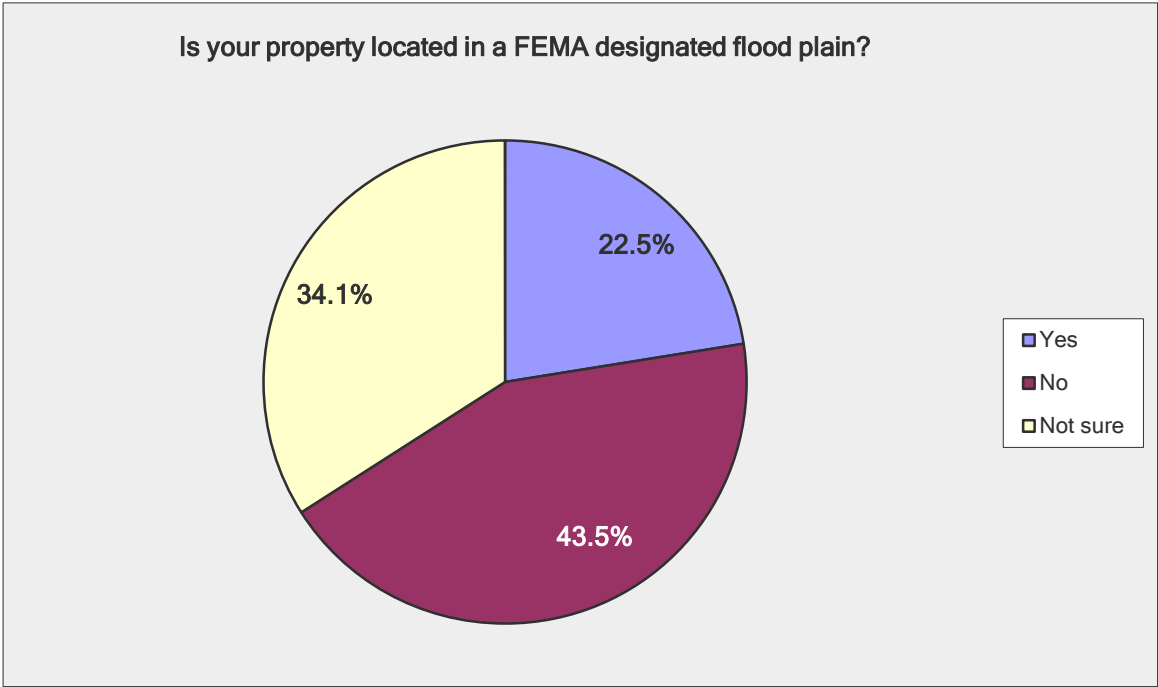 Is your property located in a FEMA designated flood plain?
22.5%
34.1%
43.5%
Yes
No
Not sure